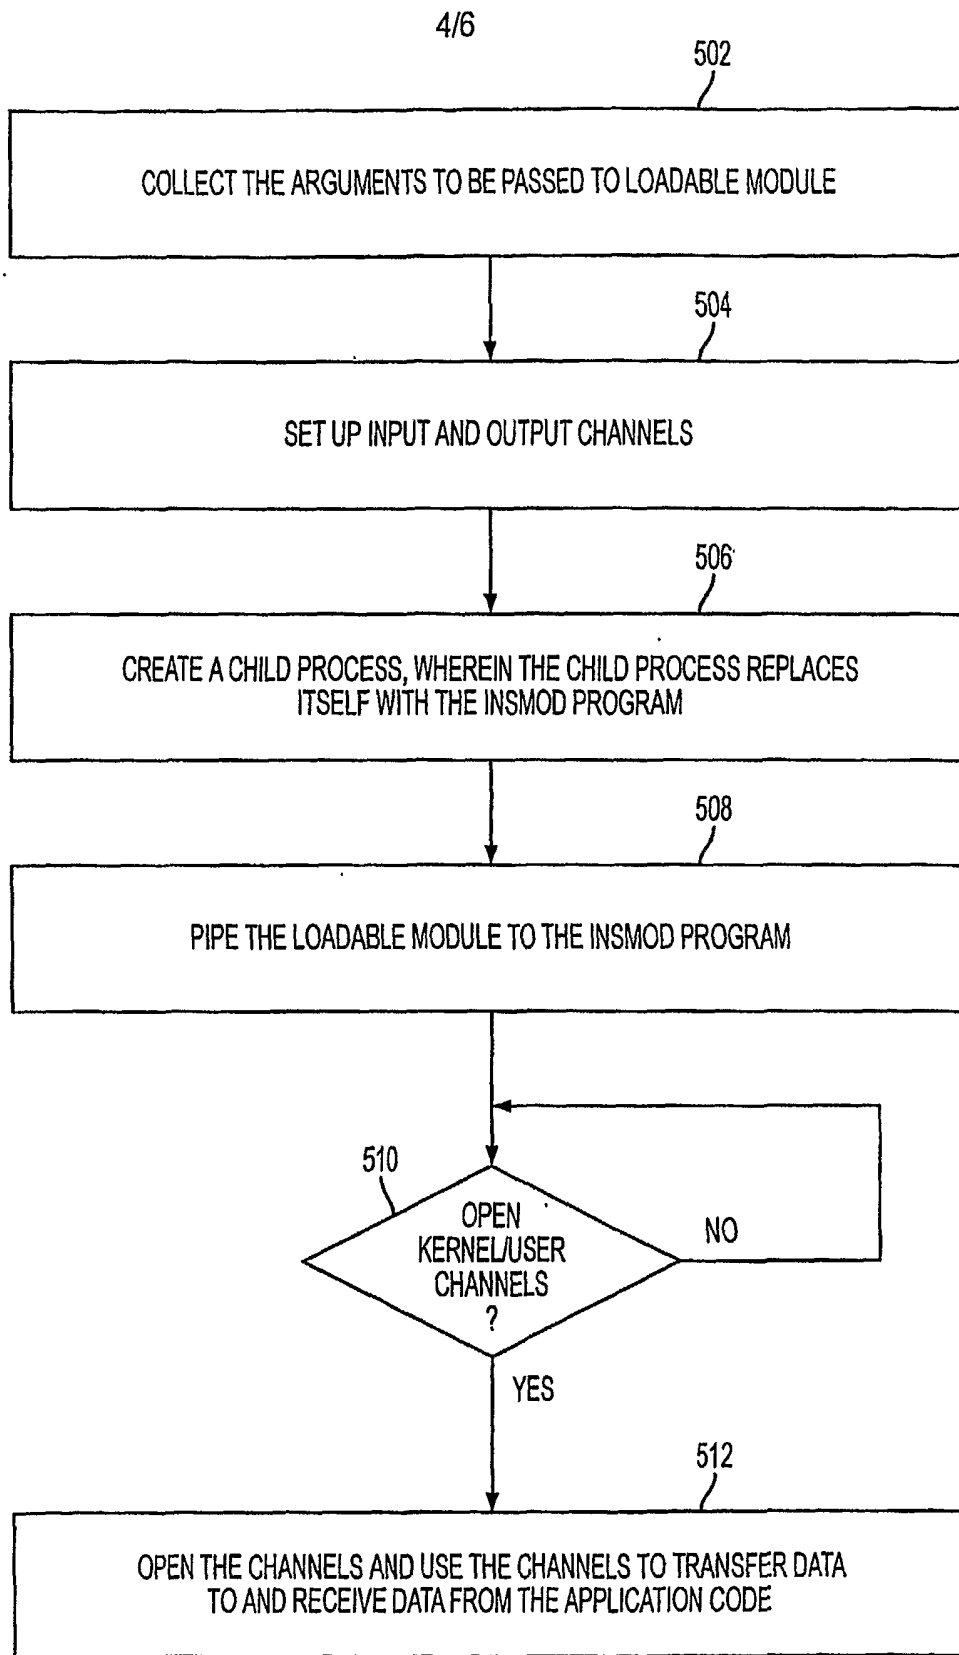 4/6
502
COLLECT THE ARGUMENTS TO BE PASSED TO LOADABLE MODULE
504
SET UP INPUT AND OUTPUT CHANNELS
506
CREATE A CHILD PROCESS, WHEREIN THE CHILD PROCESS REPLACES
ITSELF WITH THE INSMOD PROGRAM
508
PIPE THE LOADABLE MODULE TO THE INSMOD PROGRAM
510
OPEN
KERNEL/USER
CHANNELS
?
NO
YES
512
OPEN THE CHANNELS AND USE THE CHANNELS TO TRANSFER DATA
TO AND RECEIVE DATA FROM THE APPLICATION CODE